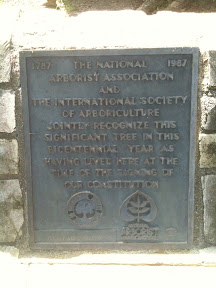 1787 THE NATIONAL 1987
ARBORIST ASSOCIATION
AND
THE INTERNATIONAL SOCIETY
OF ARBORICULTURE
JOINTLY RECOGNIZE THIS
SIGNIFICANT TREE IN THIS
BICENTENNIAL YEAR AS
HAVING LIVED HERE AT THE
TIME OF THE SIGNING OF
OUR CONSTITUTION